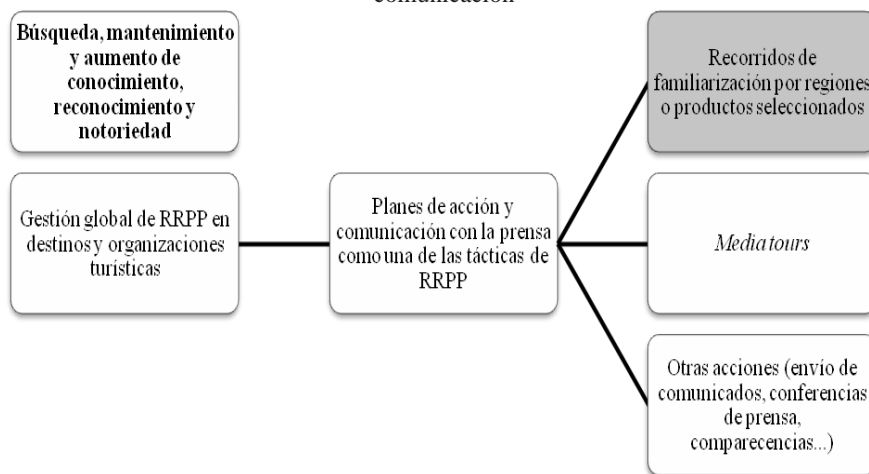 comunicación
Búsqueda, mantenimiento
y aumento de
conocimiento,
reconocimiento y
notoriedad
Gestión global de RRPP en
destinos y organizaciones
turísticas
Planes de acción y
comunicación con la prensa
como una de las tácticas de
RRPP
Recorridos de
familiarización por regiones
o productos seleccionados
Media tours
Otras acciones (envío de
comunicados, conferencias
de prensa,
comparecencias...)